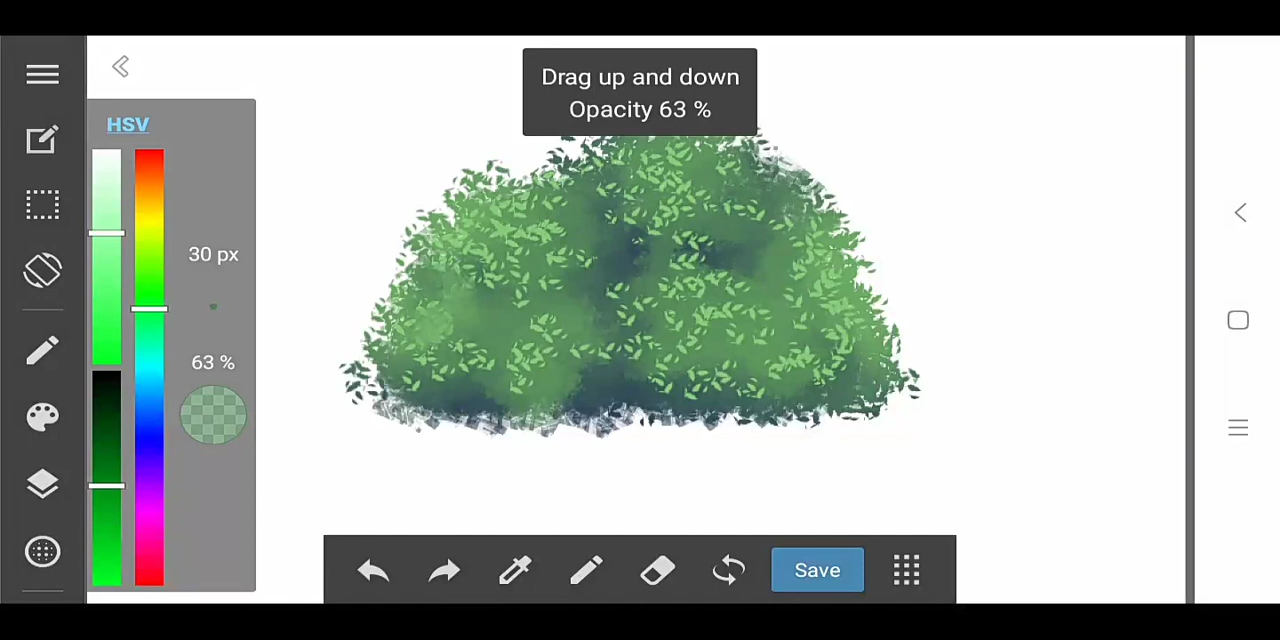 Drag up and down
Opacity 63 %
HSV
30 px
63 %
Save